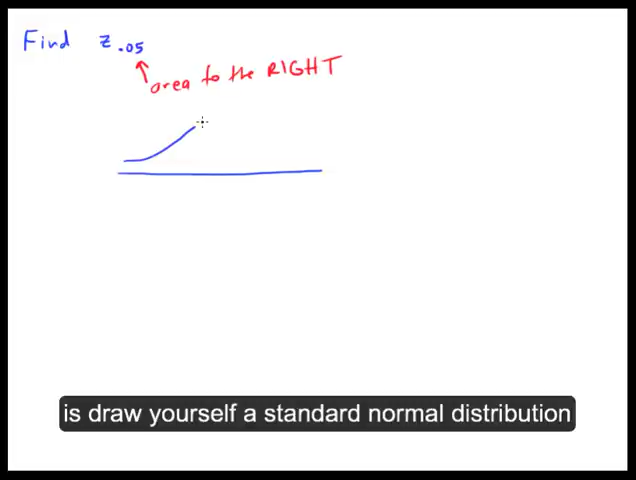 Find z.05
area to the RIGHT
is draw yourself a standard normal distribution